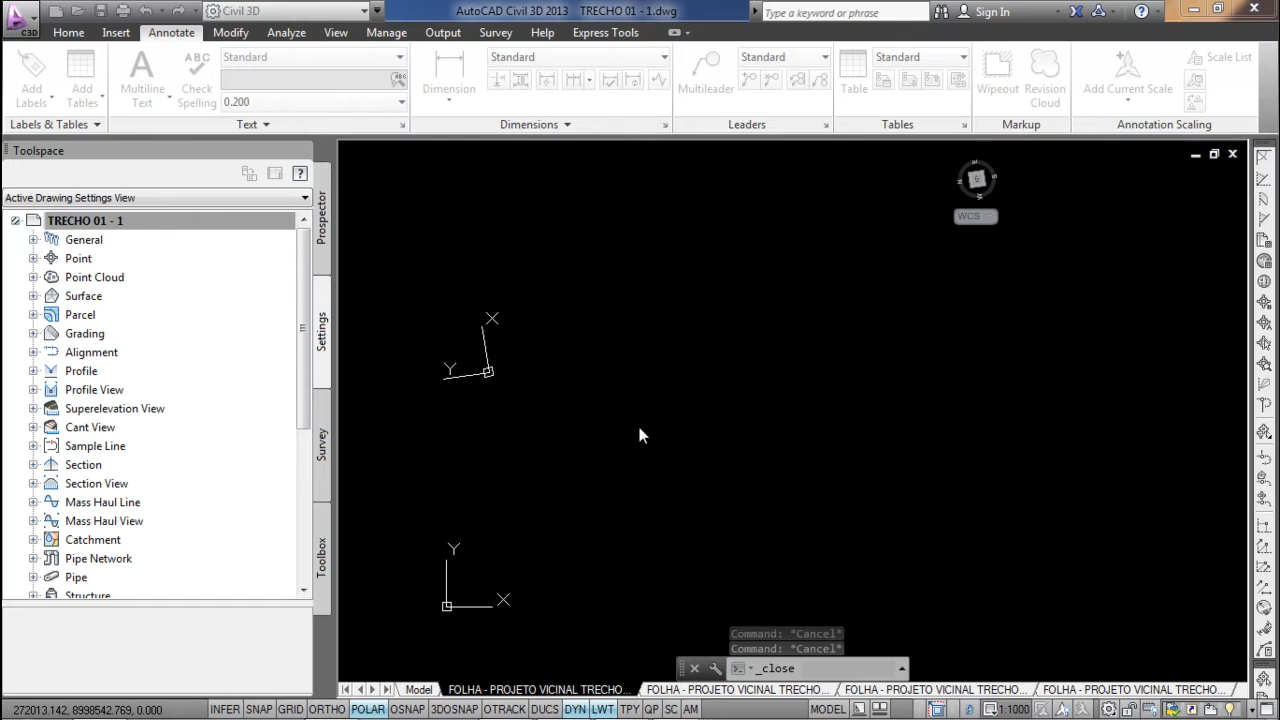 Civil 3D
AutoCAD Civil 3D 2013 TRECHO 01 - 1.dwg
Type a keyword or phrase
Sign In
C3D
Home Insert Annotate Modify Analyze View Manage Output Survey Help Express Tools
Add Labels
Add Tables
Multiline Text
Check Spelling
Standard
0.200
Dimension
Standard
Multileader
Standard
Table
Standard
Wipeout
Revision Cloud
Add Current Scale
Scale List
Labels & Tables
Text
Dimensions
Leaders
Tables
Markup
Annotation Scaling
Toolspace
Active Drawing Settings View
TRECHO 01 - 1
General
Point
Point Cloud
Surface
Parcel
Grading
Alignment
Profile
Profile View
Superelevation View
Cant View
Sample Line
Section
Section View
Mass Haul Line
Mass Haul View
Catchment
Pipe Network
Pipe
Structure
Prospector
Settings
Survey
Toolbox
WCS
X
Y
Y
X
Command: *Cancel*
Command: *Cancel*
_close
Model
FOLHA - PROJETO VICINAL TRECHO...
FOLHA - PROJETO VICINAL TRECHO...
FOLHA - PROJETO VICINAL TRECHO...
FOLHA - PROJETO VICINAL TRECHO...
272013.142, 8998542.769, 0.000
INFER SNAP GRID ORTHO POLAR OSNAP 3DOSNAP OTRACK DUCS DYN LWT TPY QP SC AM
MODEL
1:1000